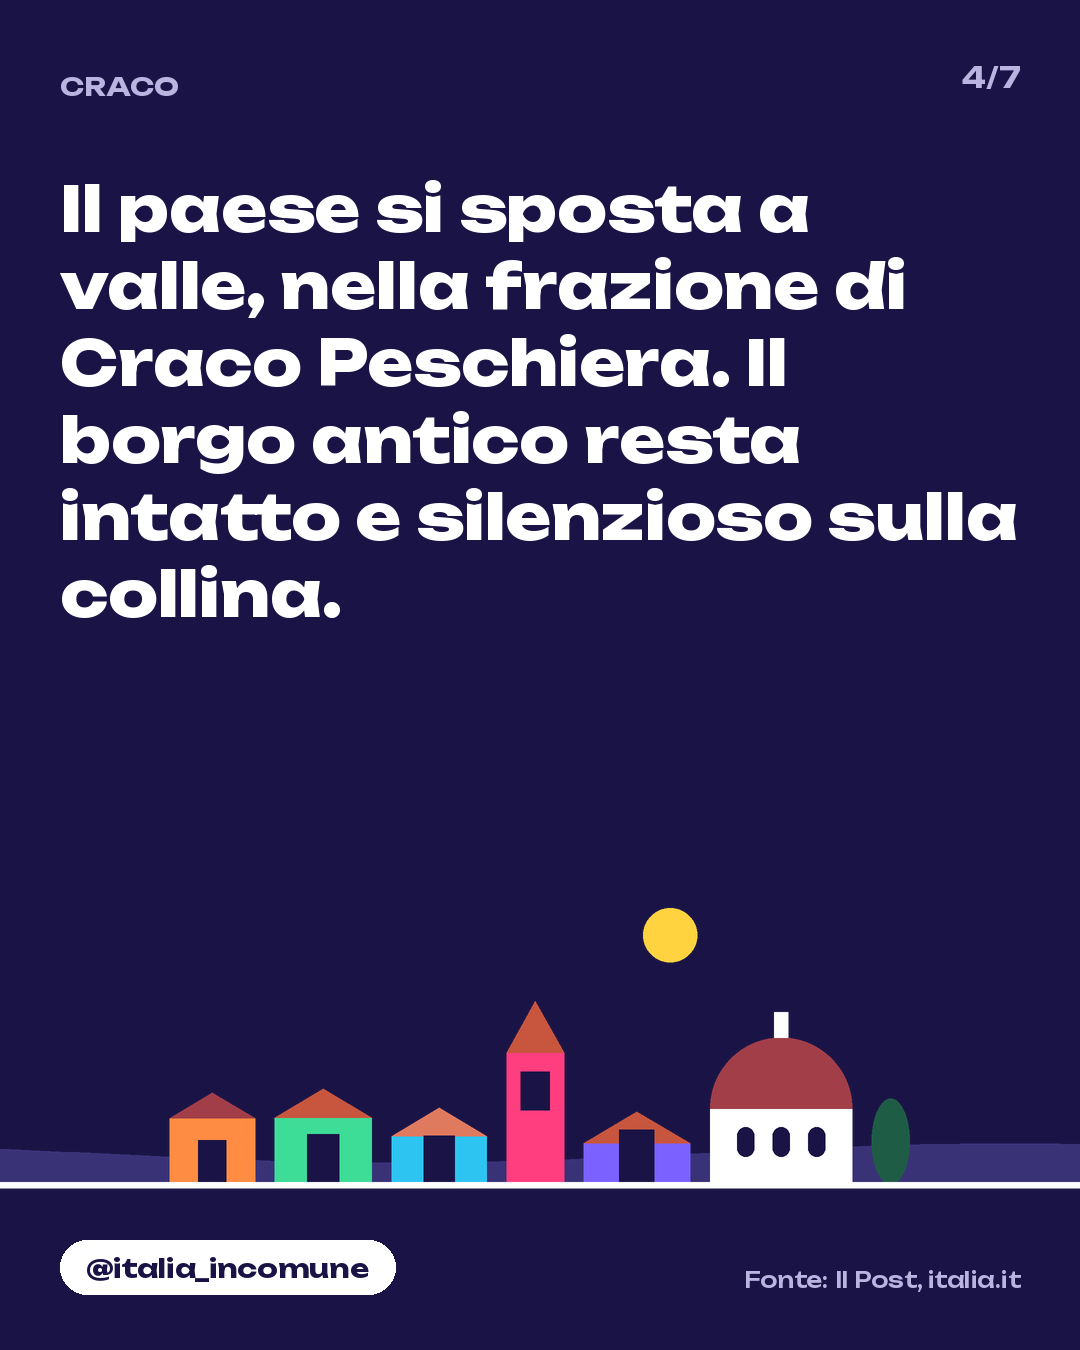 CRACO
4/7
Il paese si sposta a
valle, nella frazione di
Craco Peschiera. Il
borgo antico resta
intatto e silenzioso sulla
collina.
@italia_incomune
Fonte: Il Post, italia.it